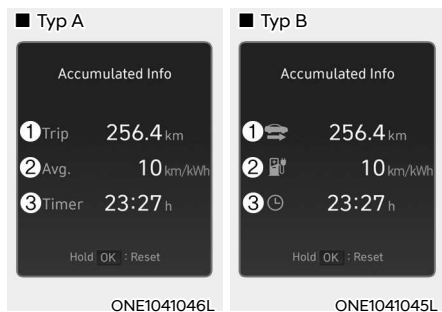 ■ Typ A
Accumulated Info
1 Trip 256.4 km
2 Avg. 10 km/kWh
3 Timer 23:27 h
Hold OK : Reset
ONE1041046L
■ Typ B
Accumulated Info
1 256.4 km
2 10 km/kWh
3 23:27 h
Hold OK : Reset
ONE1041045L